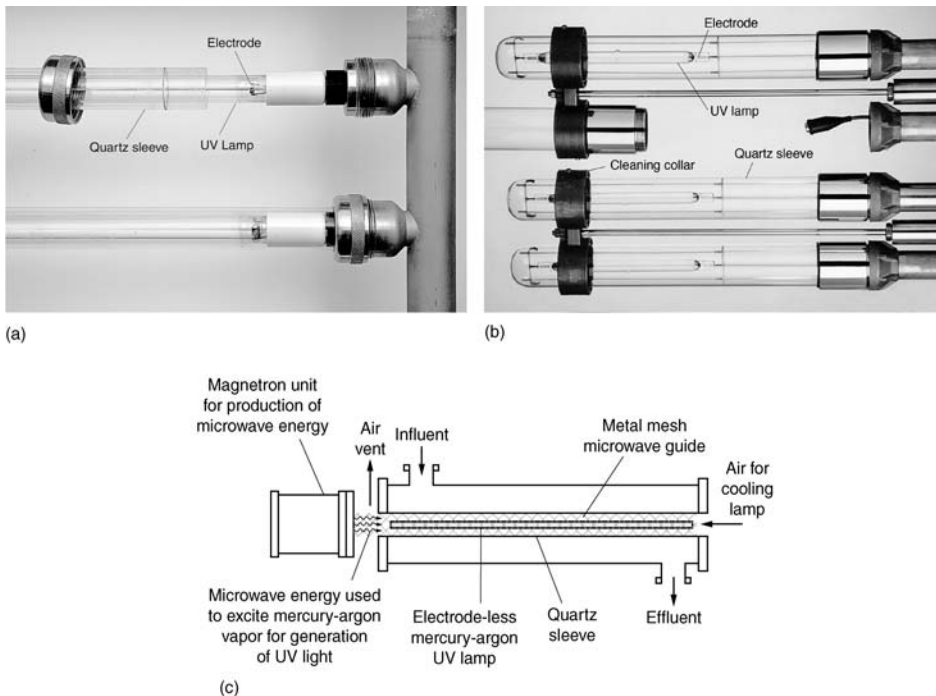 Electrode
Quartz sleeve
UV Lamp
(a)
Electrode
UV lamp
Quartz sleeve
Cleaning collar
(b)
Magnetron unit
for production of
microwave energy
Air
vent
Influent
Metal mesh
microwave guide
Air for
cooling
lamp
Microwave energy used
to excite mercury-argon
vapor for generation
of UV light
Electrode-less
mercury-argon
UV lamp
Quartz
sleeve
Effluent
(c)